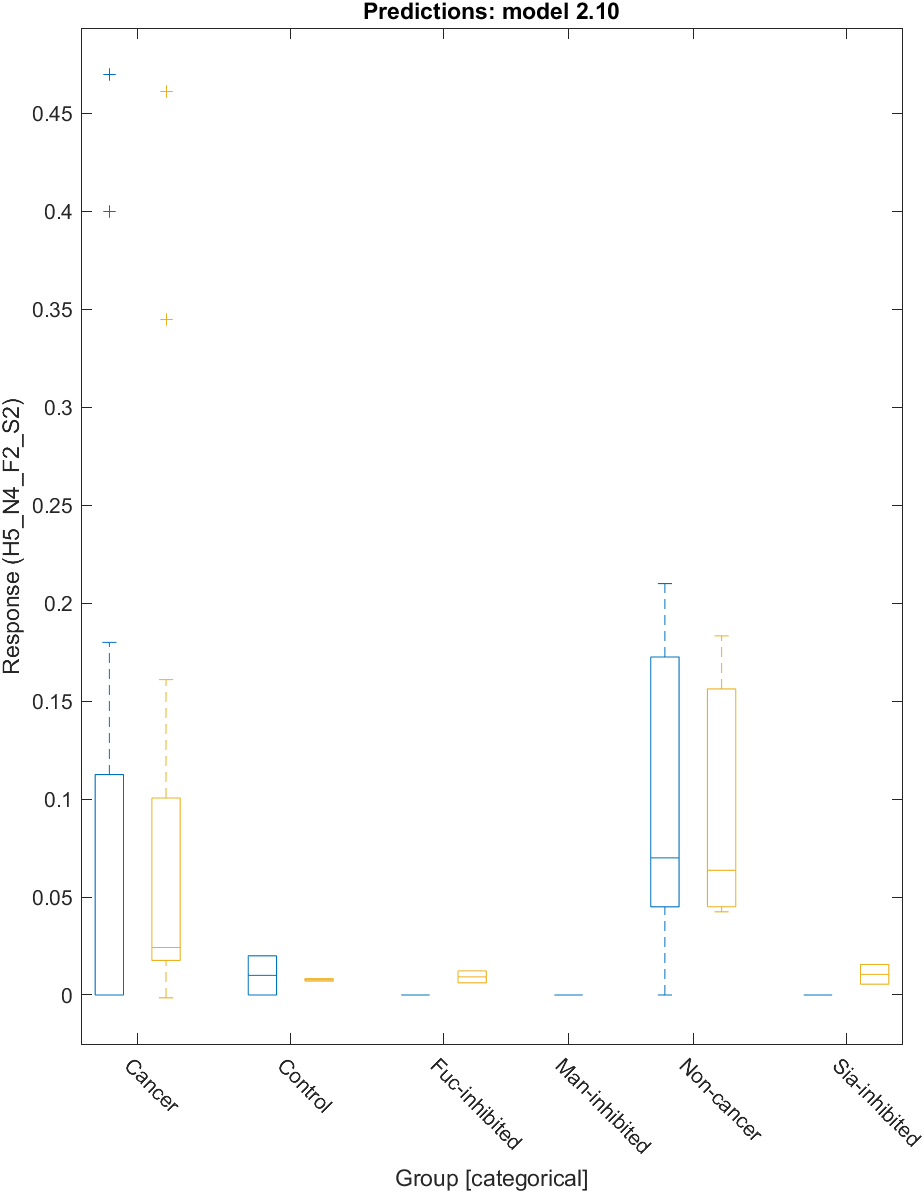 Predictions: model 2.10
Response (H5_N4_F2_S2)
0.45
0.4
0.35
0.3
0.25
0.2
0.15
0.1
0.05
0
Cancer
Control
Fuc-inhibited
Man-inhibited
Non-cancer
Sia-inhibited
Group [categorical]